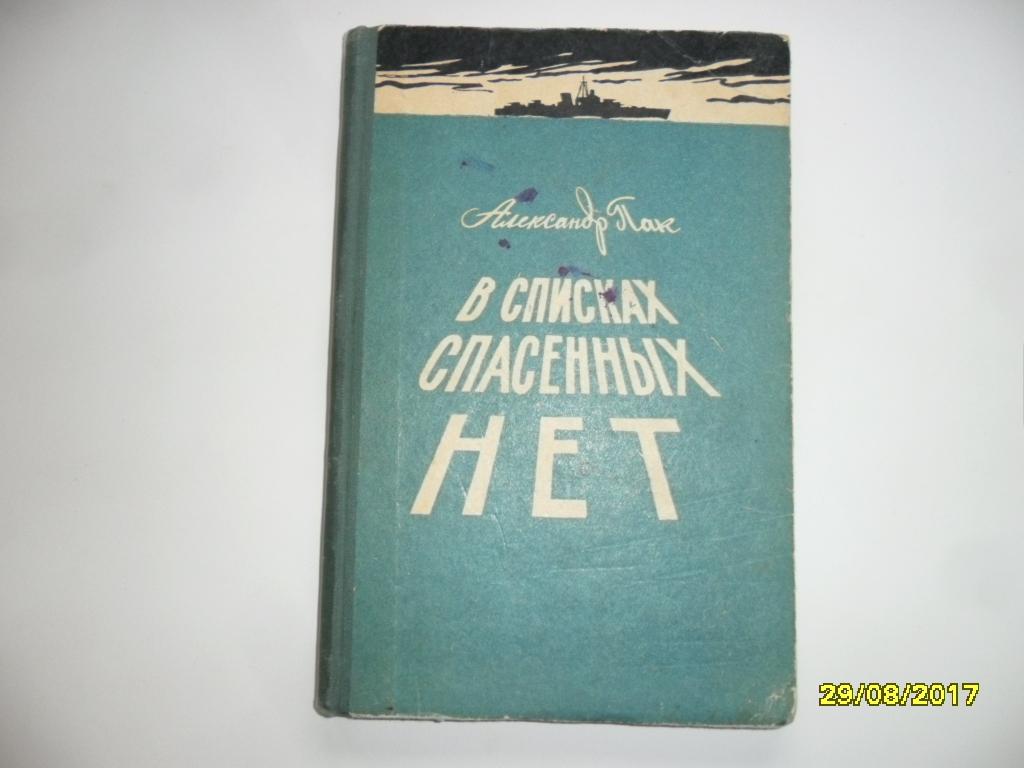 Александр Пак
В СПИСКАХ
СПАСЕННЫХ
НЕТ
29/08/2017